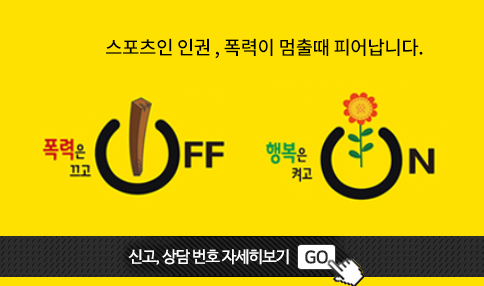 스포츠인 인권 , 폭력이 멈출때 피어납니다.
폭력은
끄고
OFF
행복은
켜고
ON
신고, 상담 번호 자세히보기 GO